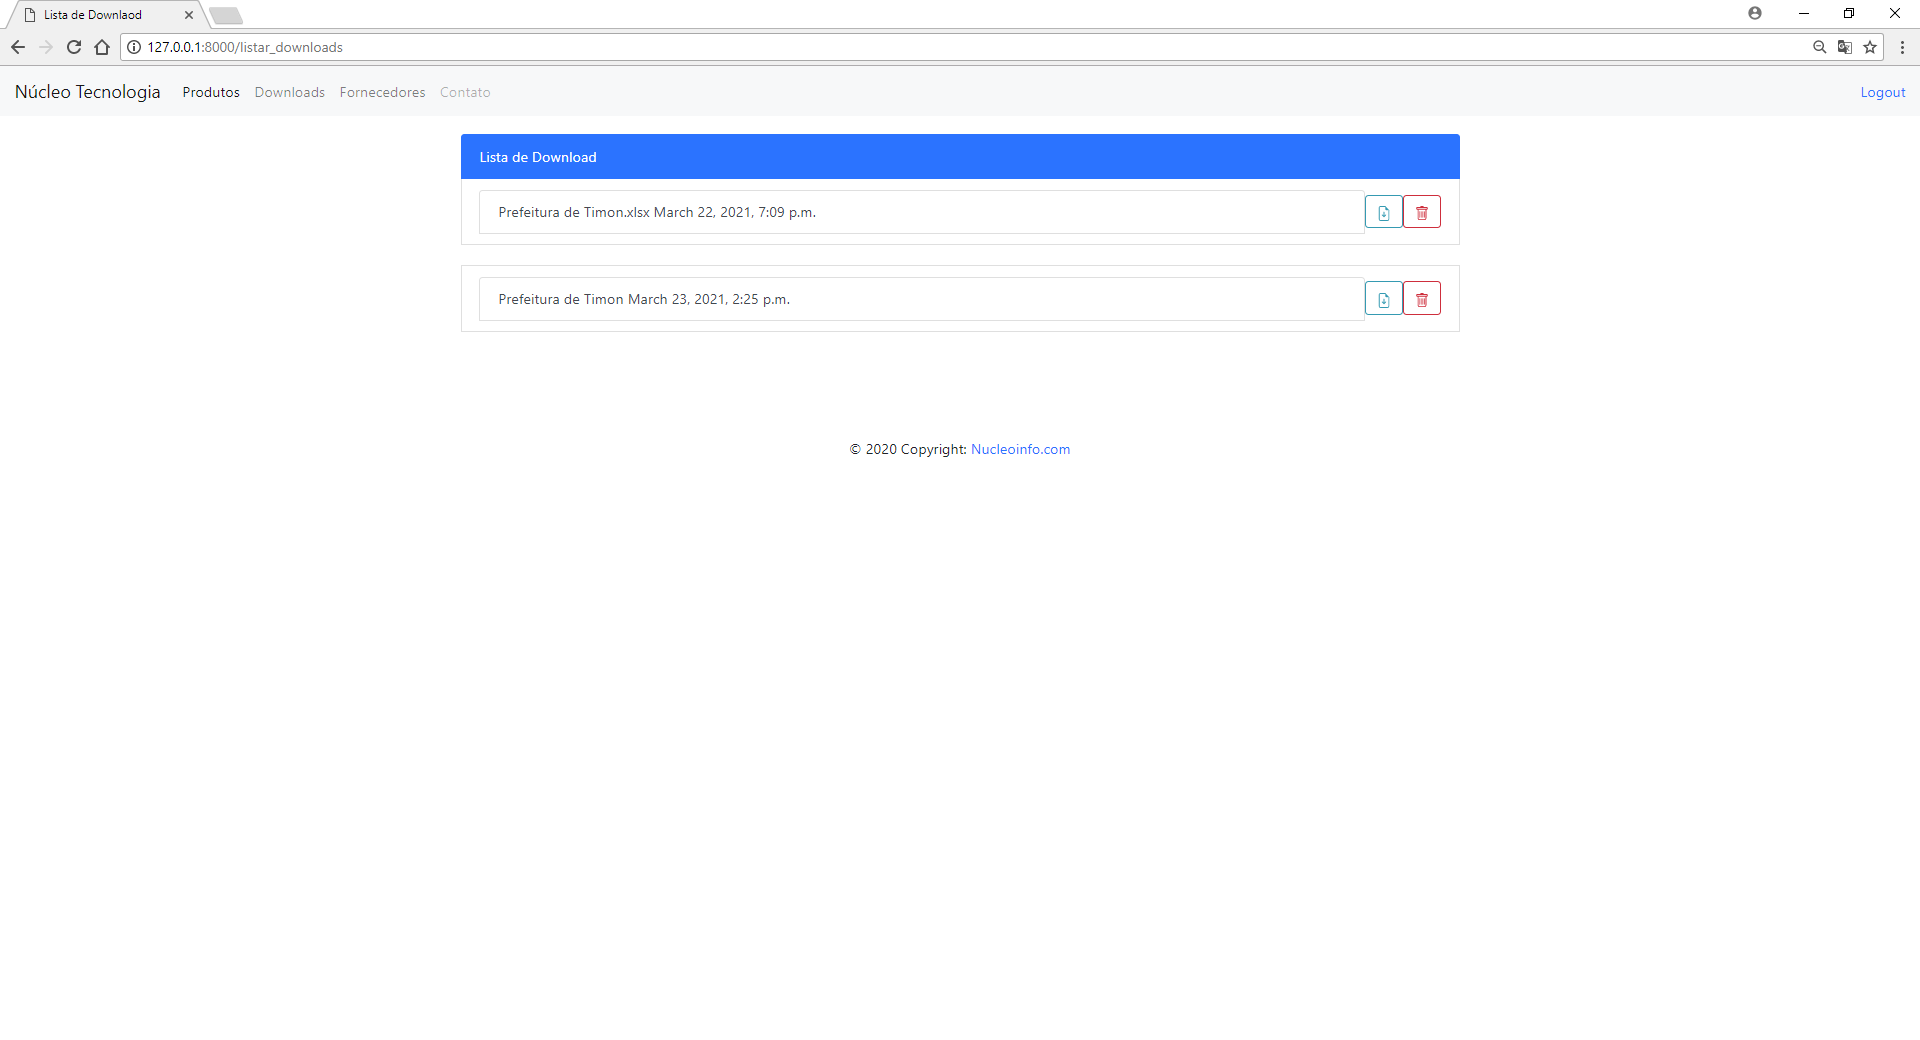 Lista de Downlaod
127.0.0.1:8000/listar_downloads
Núcleo Tecnologia Produtos Downloads Fornecedores Contato Logout
Lista de Download
Prefeitura de Timon.xlsx March 22, 2021, 7:09 p.m.
Prefeitura de Timon March 23, 2021, 2:25 p.m.
© 2020 Copyright: Nucleoinfo.com